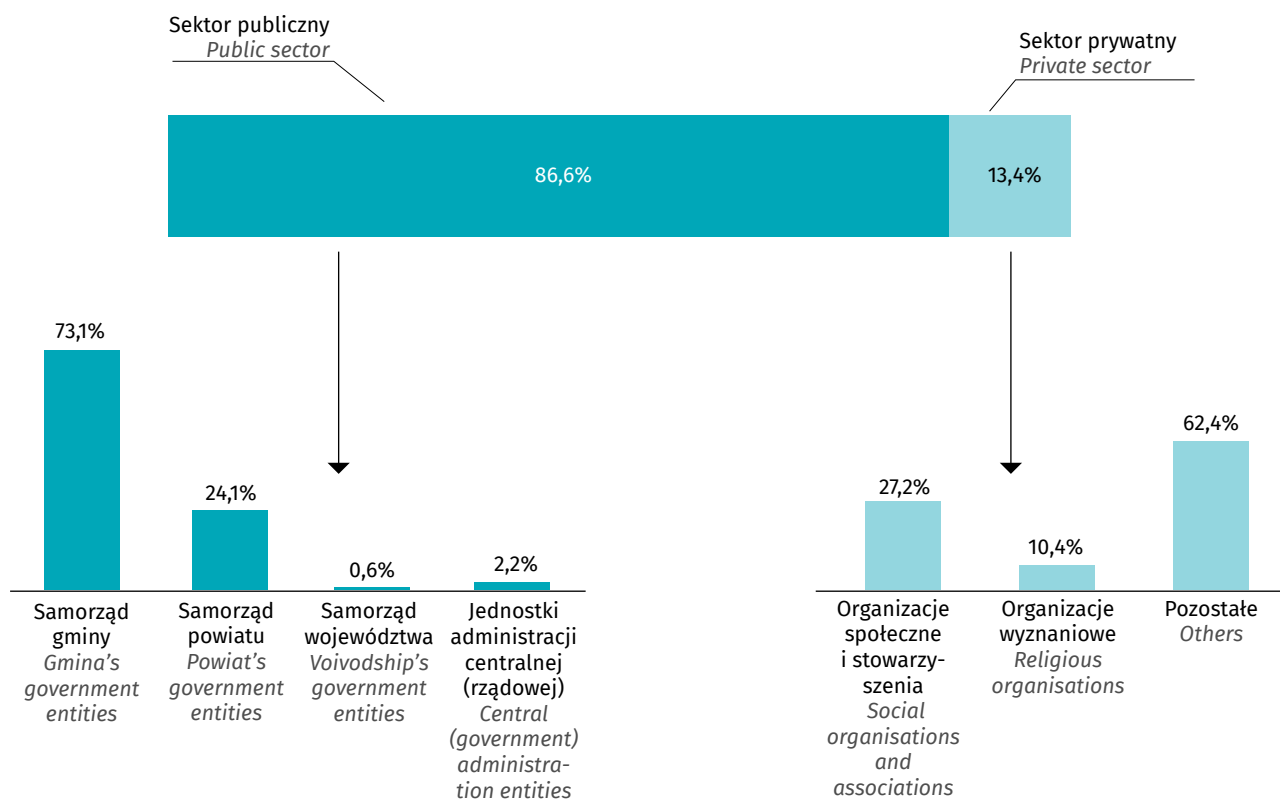 Sektor publiczny
Public sector
Sektor prywatny
Private sector
86,6%
13,4%
73,1%
24,1%
0,6%
2,2%
27,2%
10,4%
62,4%
Samorząd
gminy
Gmina's
government
entities
Samorząd
powiatu
Powiat's
government
entities
Samorząd
województwa
Voivodship's
government
entities
Jednostki
administracji
centralnej
(rządowej)
Central
(government)
administra-
tion entities
Organizacje
społeczne
i stowarzy-
szenia
Social
organisations
and
associations
Organizacje
wyznaniowe
Religious
organisations
Pozostałe
Others